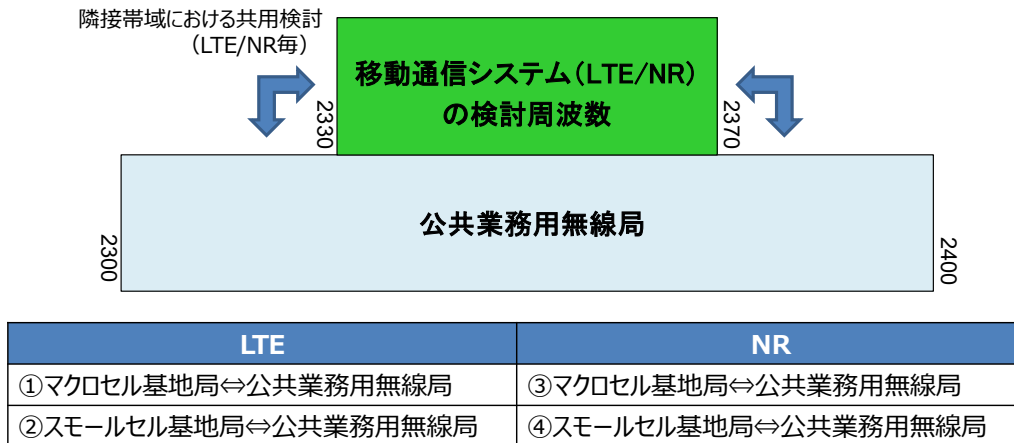 隣接帯域における共用検討
（LTE/NR毎）
移動通信システム（LTE/NR）
の検討周波数
2330
2370
公共業務用無線局
2300
2400
LTE
NR
①マクロセル基地局⇔公共業務用無線局
③マクロセル基地局⇔公共業務用無線局
②スモールセル基地局⇔公共業務用無線局
④スモールセル基地局⇔公共業務用無線局